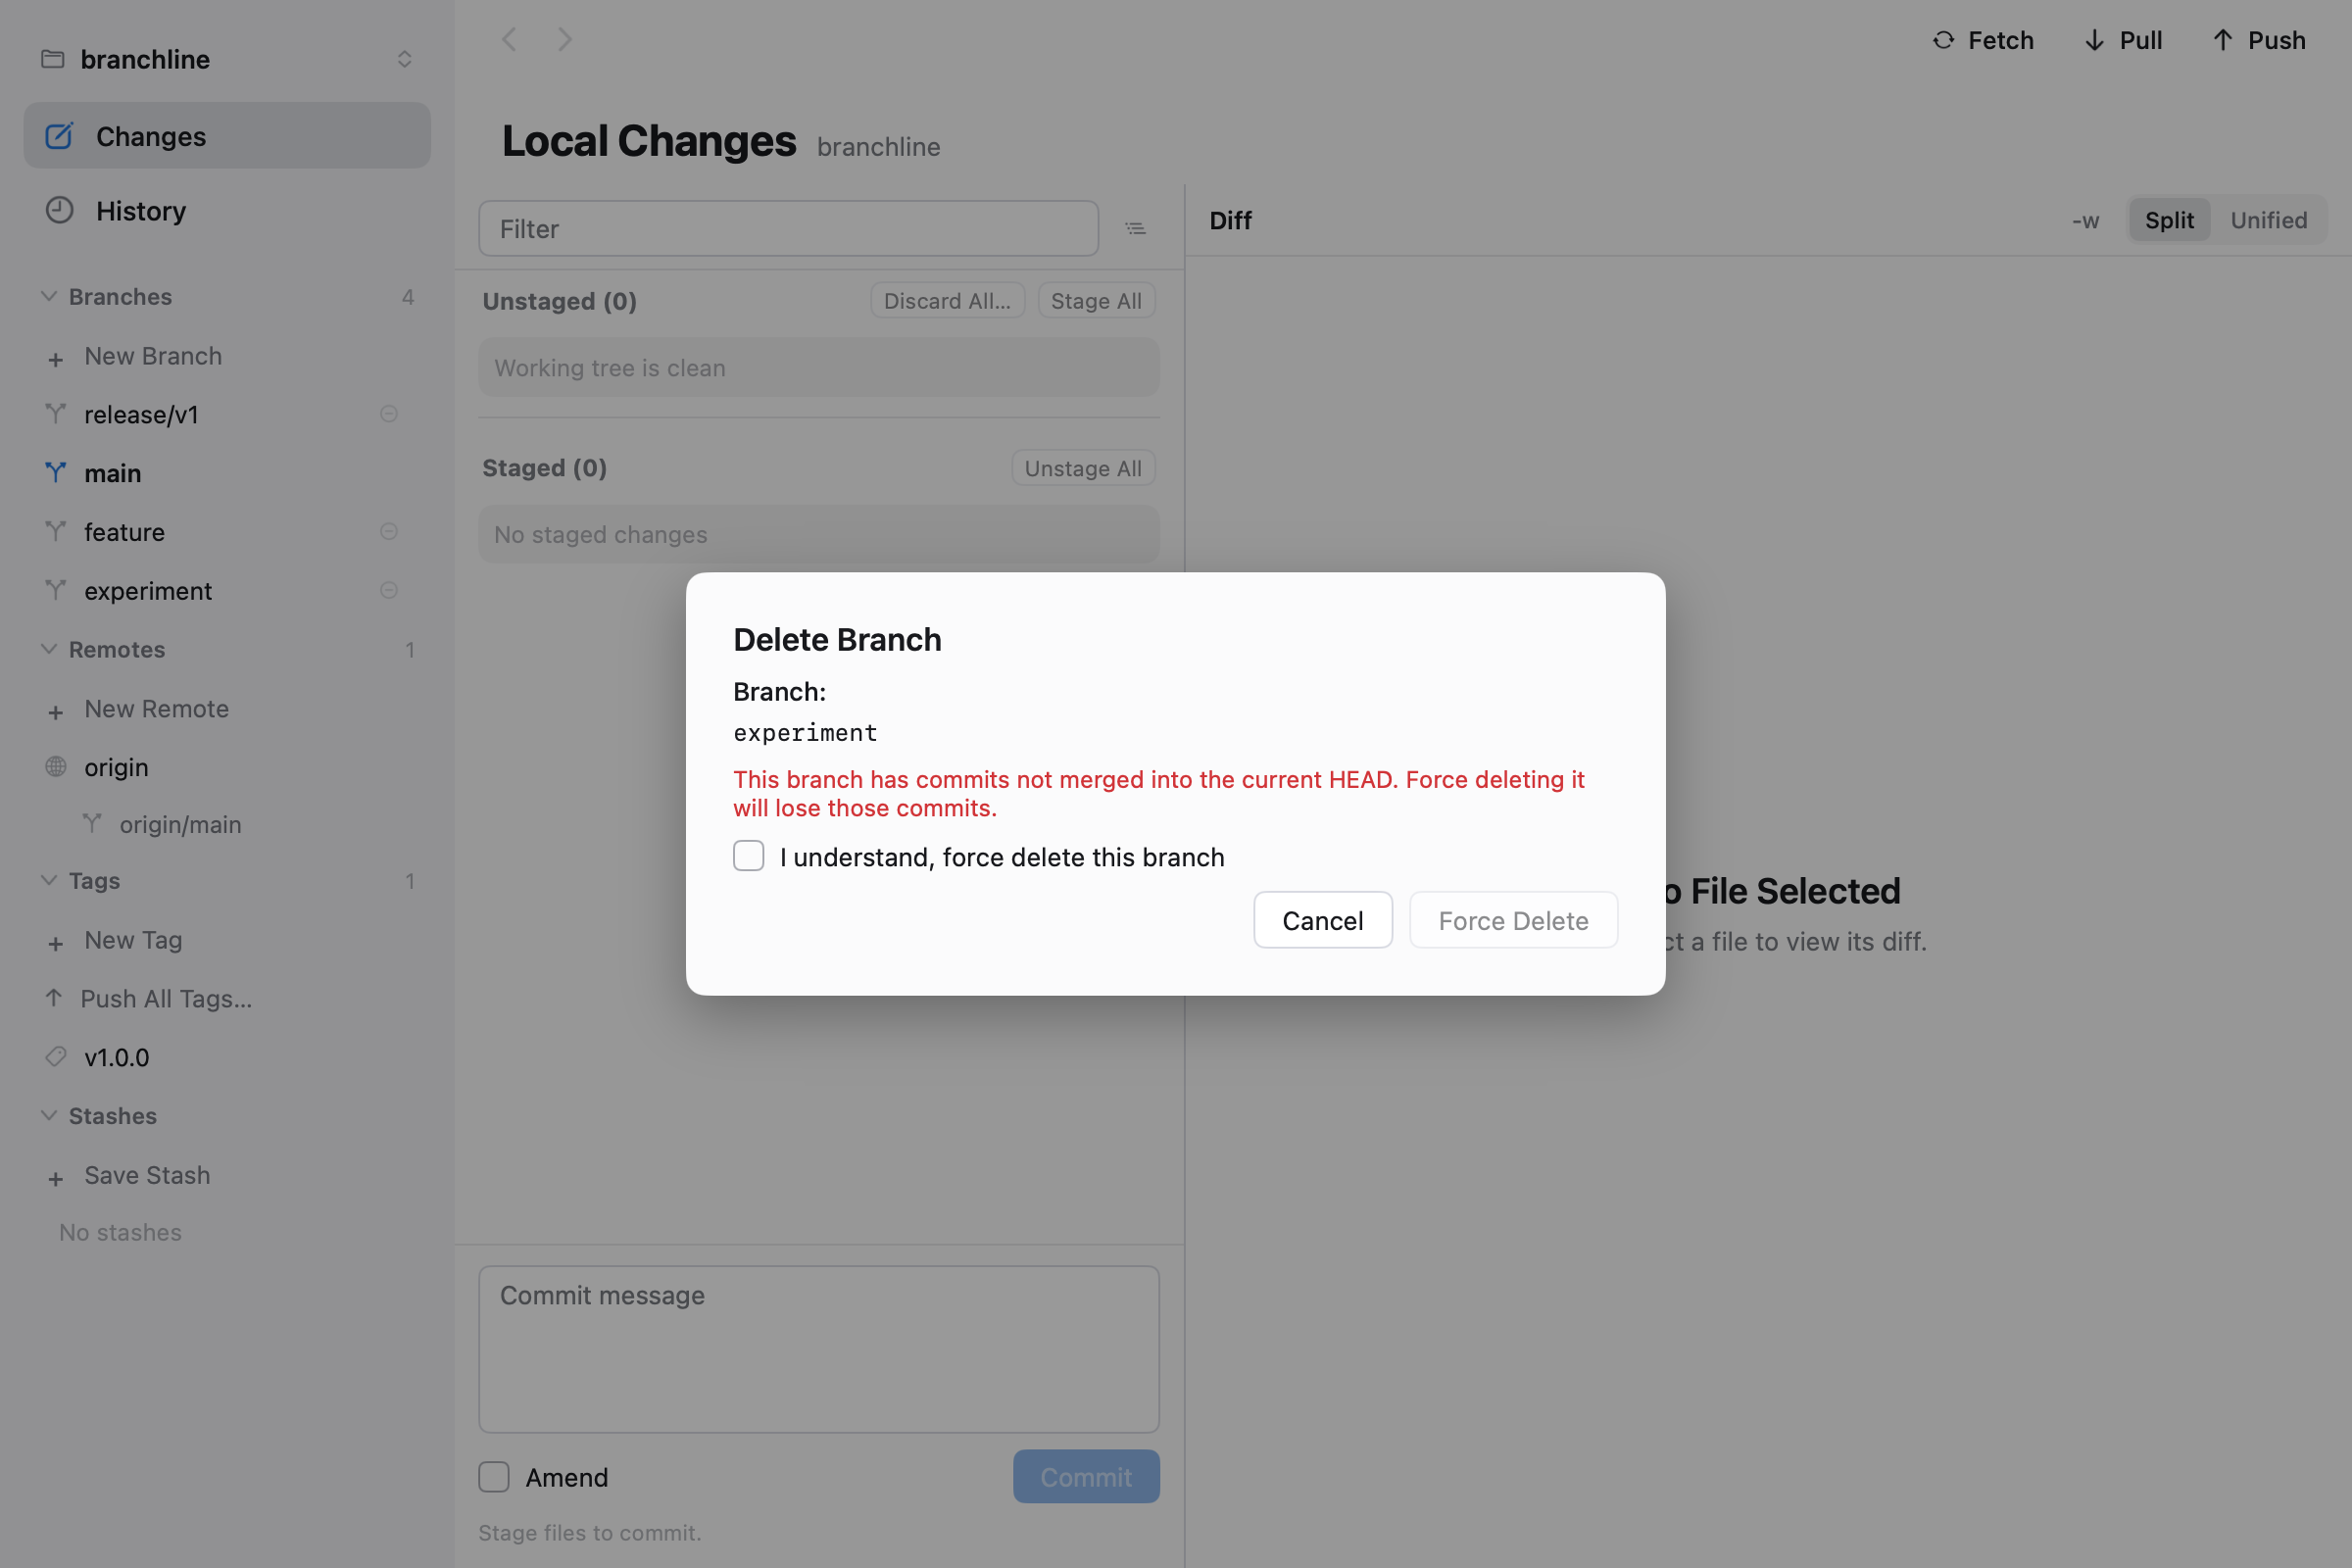 branchline
Changes
History
Branches 4
New Branch
release/v1
main
feature
experiment
Remotes 1
New Remote
origin
origin/main
Tags 1
New Tag
Push All Tags...
v1.0.0
Stashes
Save Stash
No stashes
Fetch
Pull
Push
Local Changes branchline
Filter
Unstaged (0)
Discard All...
Stage All
Working tree is clean
Staged (0)
Unstage All
No staged changes
Commit message
Amend
Commit
Stage files to commit.
Diff
-w
Split
Unified
File Selected
a file to view its diff.
Delete Branch
Branch:
experiment
This branch has commits not merged into the current HEAD. Force deleting it
will lose those commits.
I understand, force delete this branch
Cancel
Force Delete